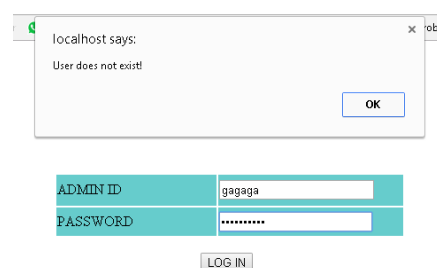 localhost says:
User does not exist!
OK
ADMIN ID gagaga
PASSWORD ••••••••••
LOG IN